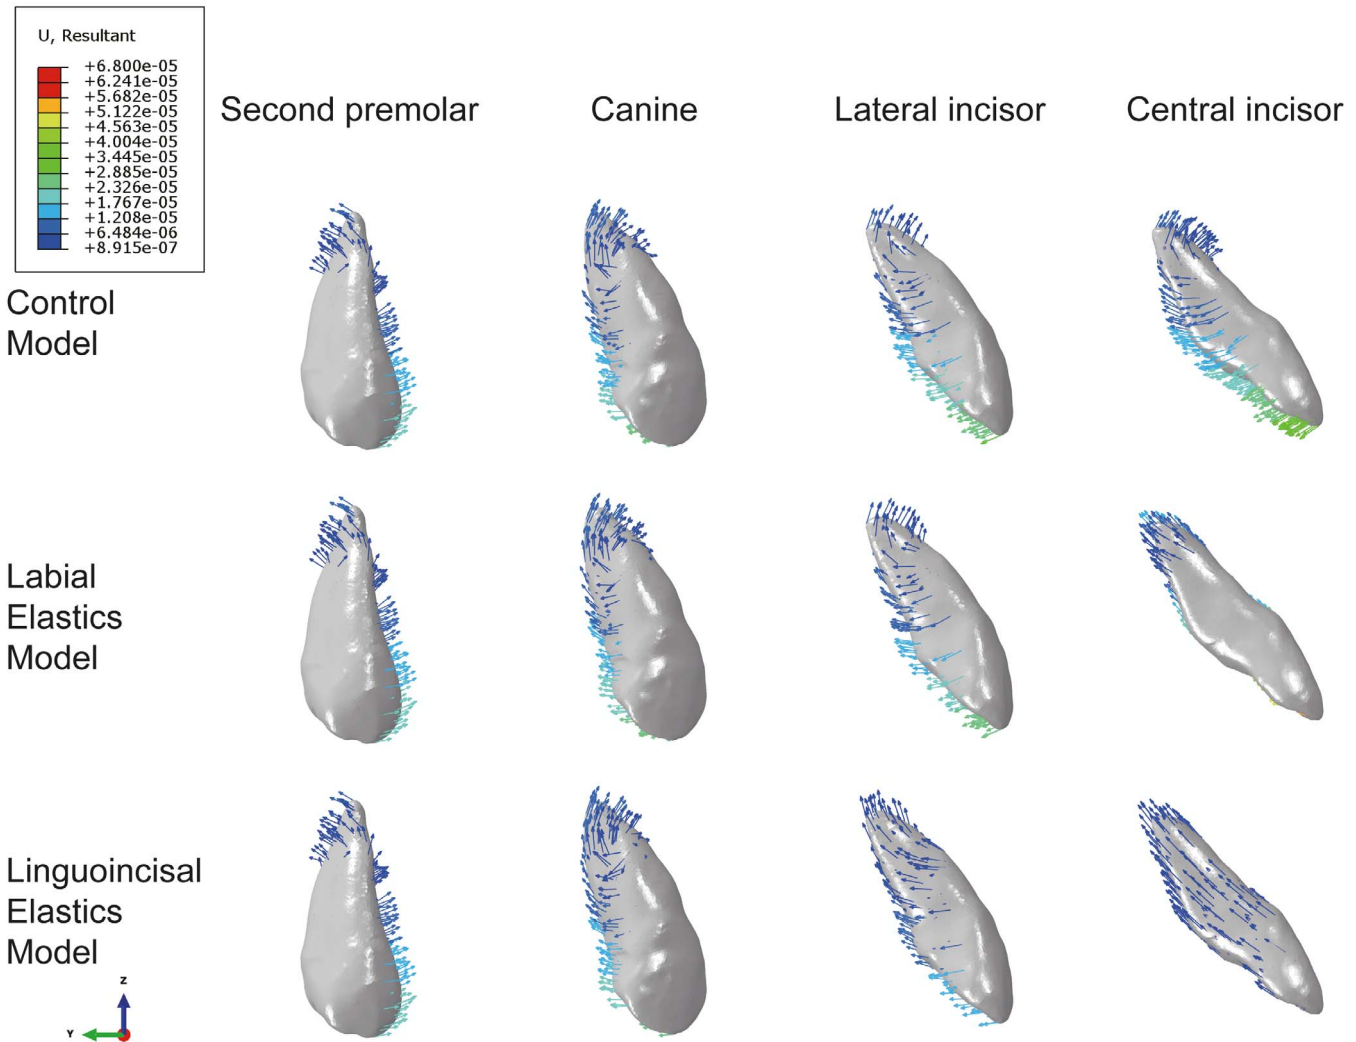 U, Resultant
+6.800e-05
+6.241e-05
+5.682e-05
+5.122e-05
+4.563e-05
+4.004e-05
+3.445e-05
+2.885e-05
+2.326e-05
+1.767e-05
+1.208e-05
+6.484e-06
+8.915e-07
Second premolar
Canine
Lateral incisor
Central incisor
Control
Model
Labial
Elastics
Model
Linguoincisal
Elastics
Model
Z
Y